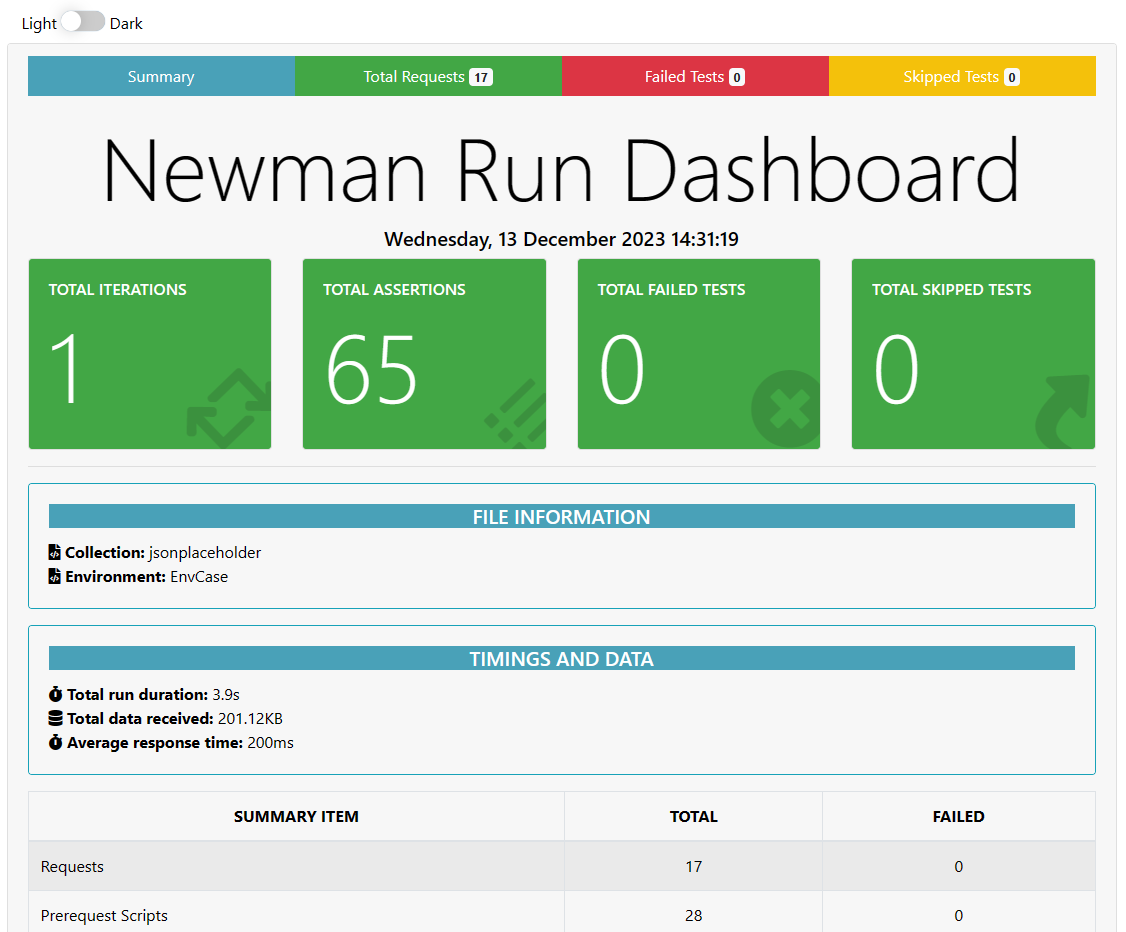 Light Dark
Summary Total Requests 17 Failed Tests 0 Skipped Tests 0
Newman Run Dashboard
Wednesday, 13 December 2023 14:31:19
TOTAL ITERATIONS TOTAL ASSERTIONS TOTAL FAILED TESTS TOTAL SKIPPED TESTS
1 65 0 0
FILE INFORMATION
Collection: jsonplaceholder
Environment: EnvCase
TIMINGS AND DATA
Total run duration: 3.9s
Total data received: 201.12KB
Average response time: 200ms
SUMMARY ITEM TOTAL FAILED
Requests 17 0
Prerequest Scripts 28 0